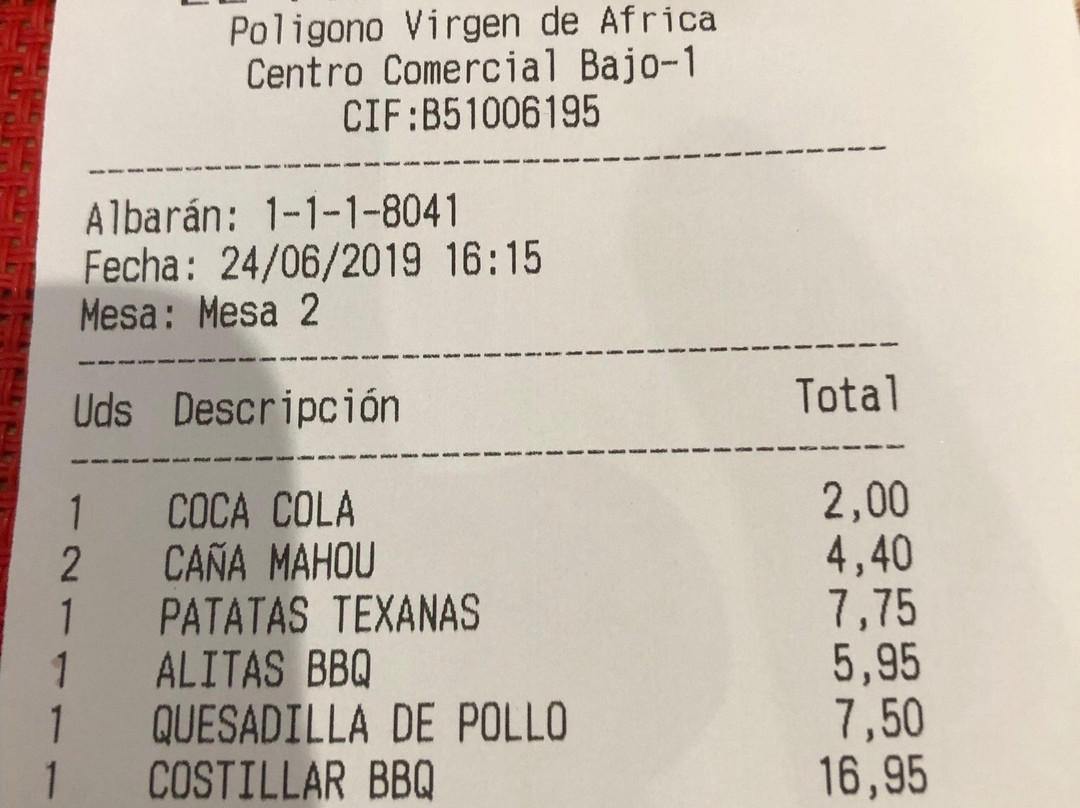 Poligono Virgen de Africa
Centro Comercial Bajo-1
CIF:B51006195
Albarán: 1-1-1-8041
Fecha: 24/06/2019 16:15
Mesa: Mesa 2
Uds Descripción Total
1 COCA COLA 2,00
2 CAÑA MAHOU 4,40
1 PATATAS TEXANAS 7,75
1 ALITAS BBQ 5,95
1 QUESADILLA DE POLLO 7,50
1 COSTILLAR BBQ 16,95